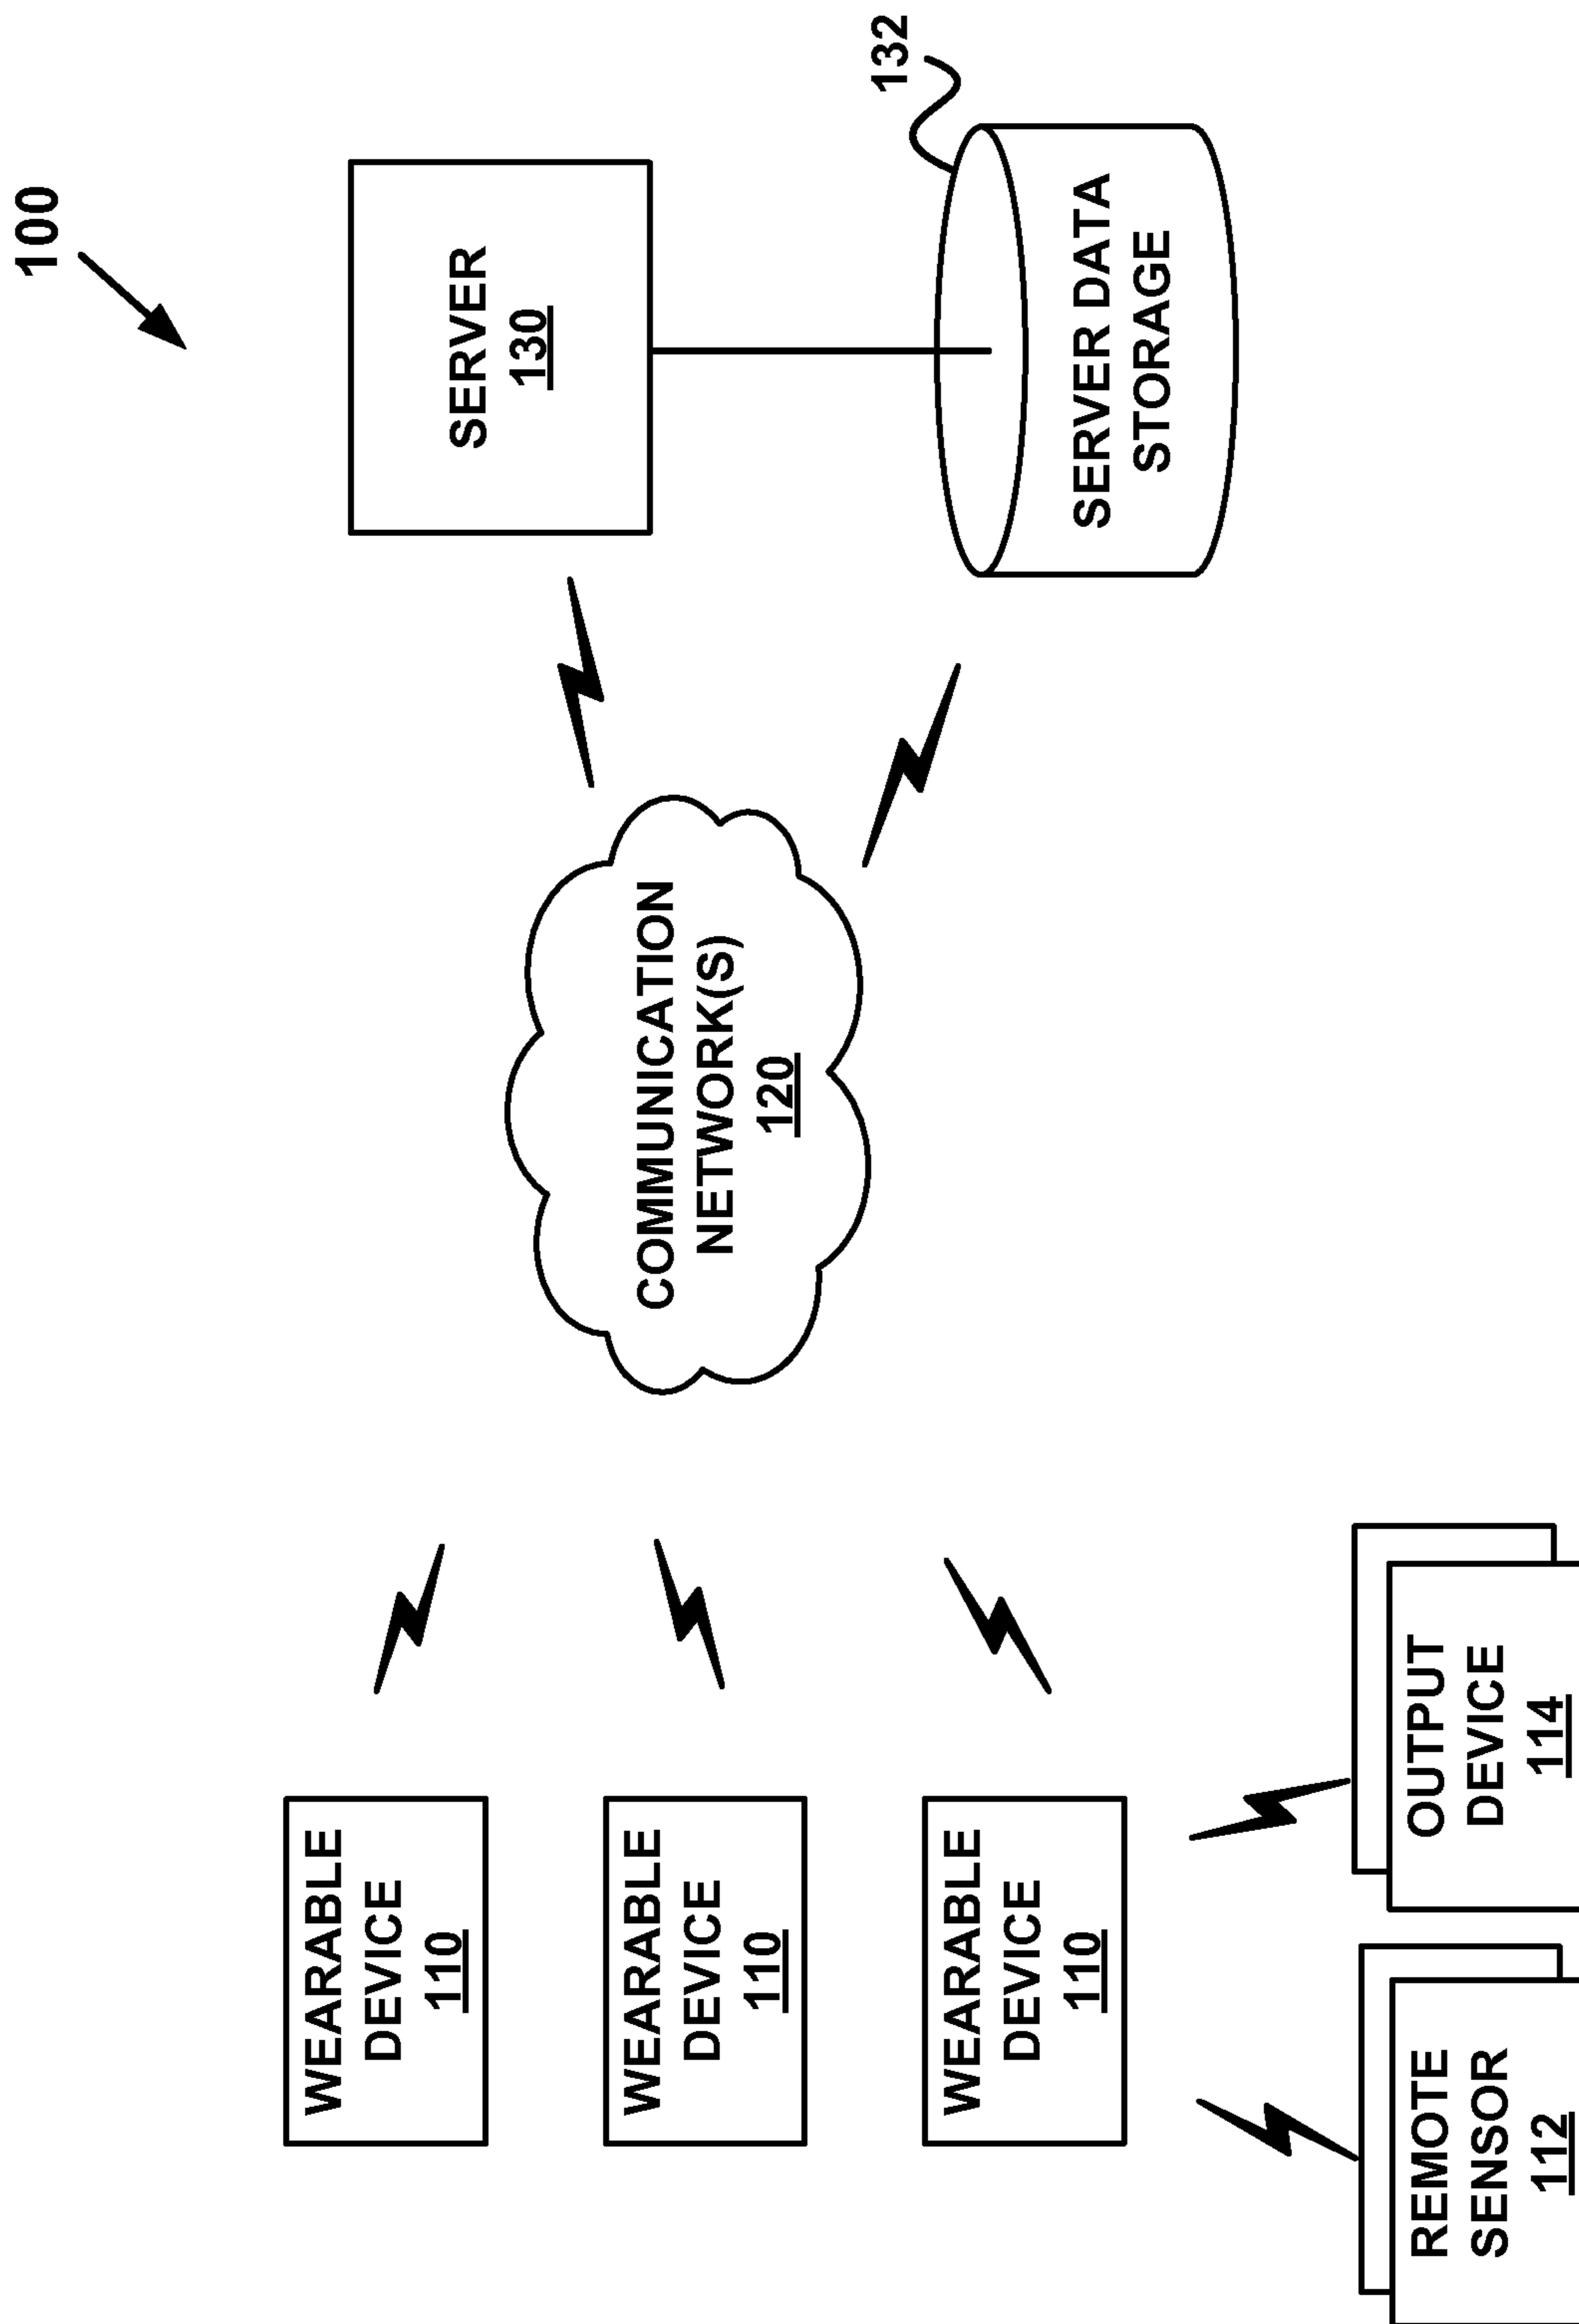 100
WEARABLE
DEVICE
110
WEARABLE
DEVICE
110
WEARABLE
DEVICE
110
REMOTE
SENSOR
112
OUTPUT
DEVICE
114
COMMUNICATION
NETWORK(S)
120
SERVER
130
132
SERVER DATA
STORAGE